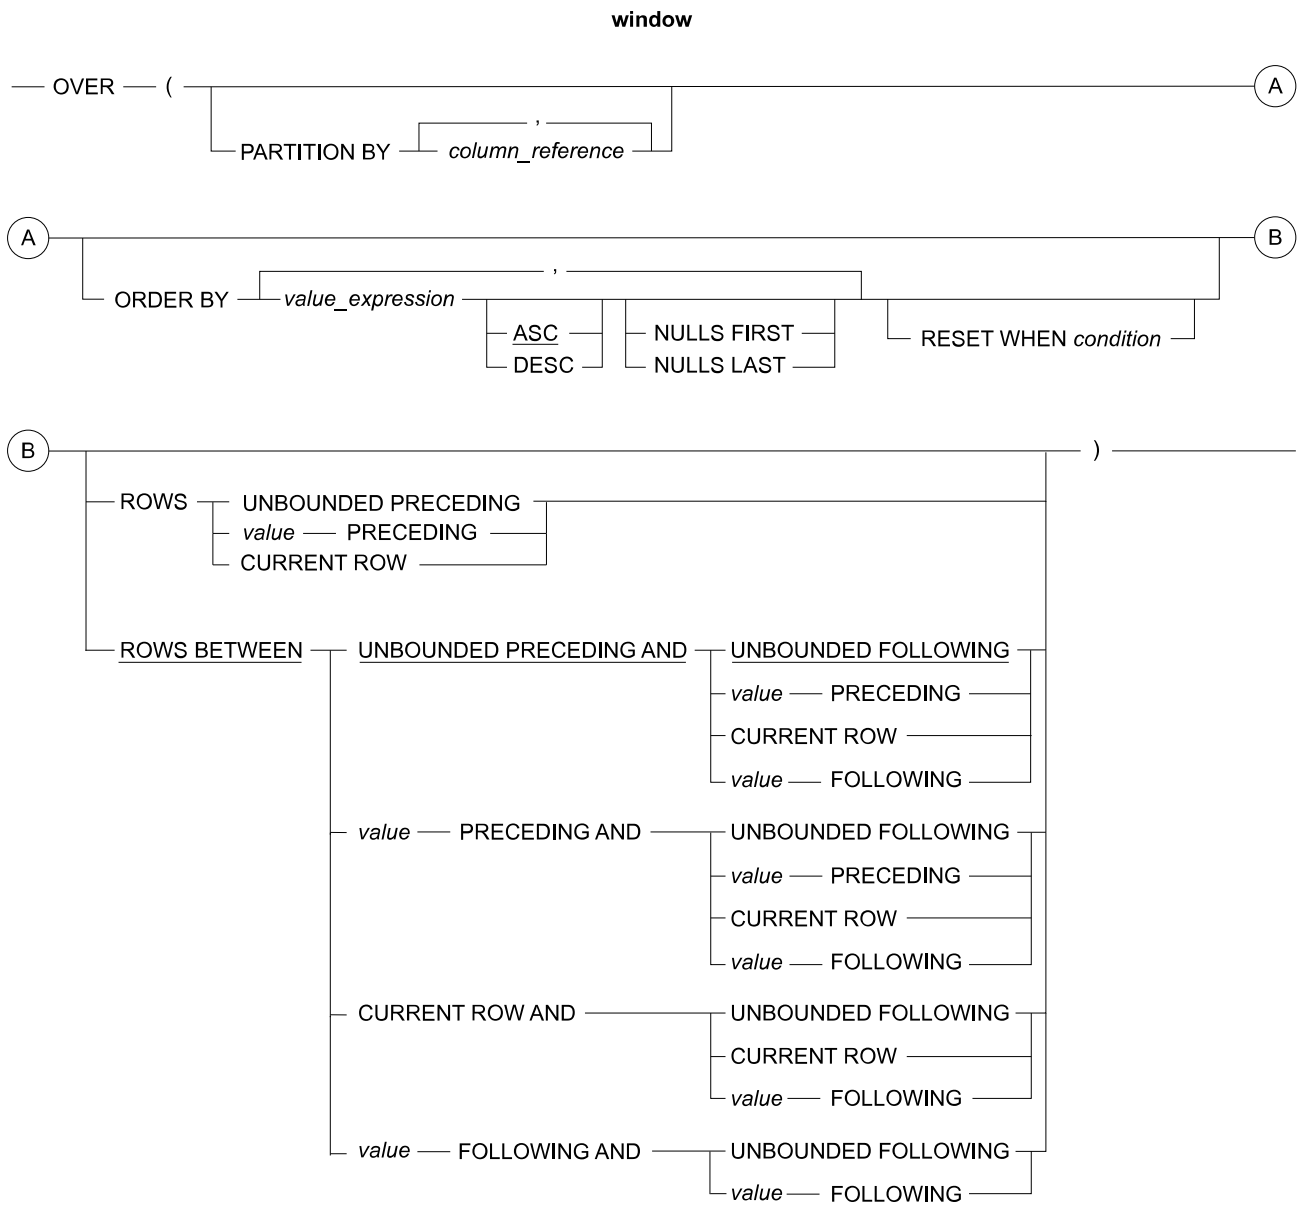 window
OVER ( A
,
PARTITION BY column_reference
A B
,
ORDER BY value_expression
ASC NULLS FIRST RESET WHEN condition
DESC NULLS LAST
B )
ROWS UNBOUNDED PRECEDING
value PRECEDING
CURRENT ROW
ROWS BETWEEN UNBOUNDED PRECEDING AND UNBOUNDED FOLLOWING
value PRECEDING
CURRENT ROW
value FOLLOWING
value PRECEDING AND UNBOUNDED FOLLOWING
value PRECEDING
CURRENT ROW
value FOLLOWING
CURRENT ROW AND UNBOUNDED FOLLOWING
CURRENT ROW
value FOLLOWING
value FOLLOWING AND UNBOUNDED FOLLOWING
value FOLLOWING